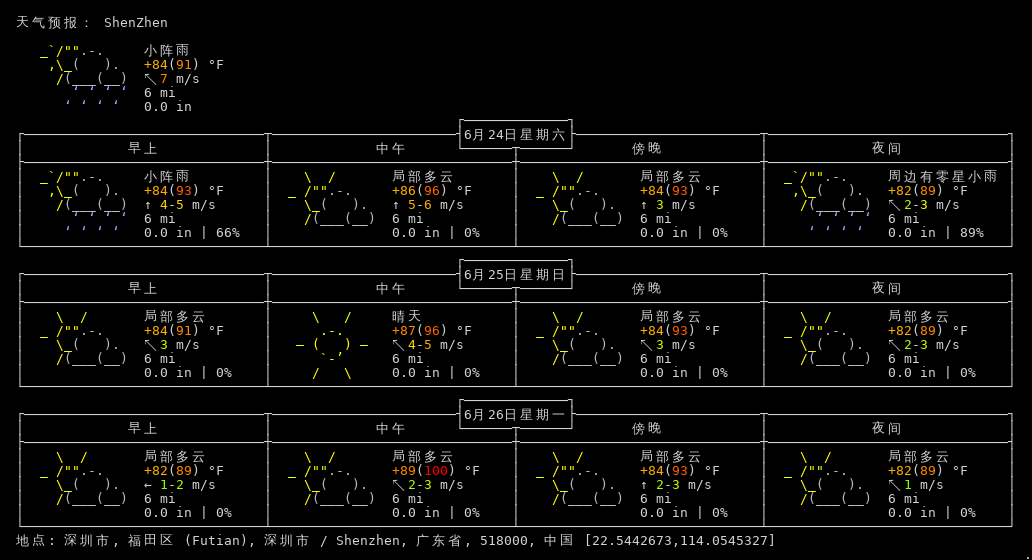 天气预报： ShenZhen
小阵雨
+84(91) °F
↖ 7 m/s
6 mi
0.0 in
6月24日星期六
早上 中午 傍晚 夜间
小阵雨 局部多云 局部多云 周边有零星小雨
+84(93) °F +86(96) °F +84(93) °F +82(89) °F
↑ 4-5 m/s ↑ 5-6 m/s ↑ 3 m/s ↖ 2-3 m/s
6 mi 6 mi 6 mi 6 mi
0.0 in | 66% 0.0 in | 0% 0.0 in | 0% 0.0 in | 89%
6月25日星期日
早上 中午 傍晚 夜间
局部多云 晴天 局部多云 局部多云
+84(91) °F +87(96) °F +84(93) °F +82(89) °F
↖ 3 m/s ↖ 4-5 m/s ↖ 3 m/s ↖ 2-3 m/s
6 mi 6 mi 6 mi 6 mi
0.0 in | 0% 0.0 in | 0% 0.0 in | 0% 0.0 in | 0%
6月26日星期一
早上 中午 傍晚 夜间
局部多云 局部多云 局部多云 局部多云
+82(89) °F +89(100) °F +84(93) °F +82(89) °F
← 1-2 m/s ↖ 2-3 m/s ↑ 2-3 m/s ↖ 1 m/s
6 mi 6 mi 6 mi 6 mi
0.0 in | 0% 0.0 in | 0% 0.0 in | 0% 0.0 in | 0%
地点: 深圳市, 福田区 (Futian), 深圳市 / Shenzhen, 广东省, 518000, 中国 [22.5442673,114.0545327]